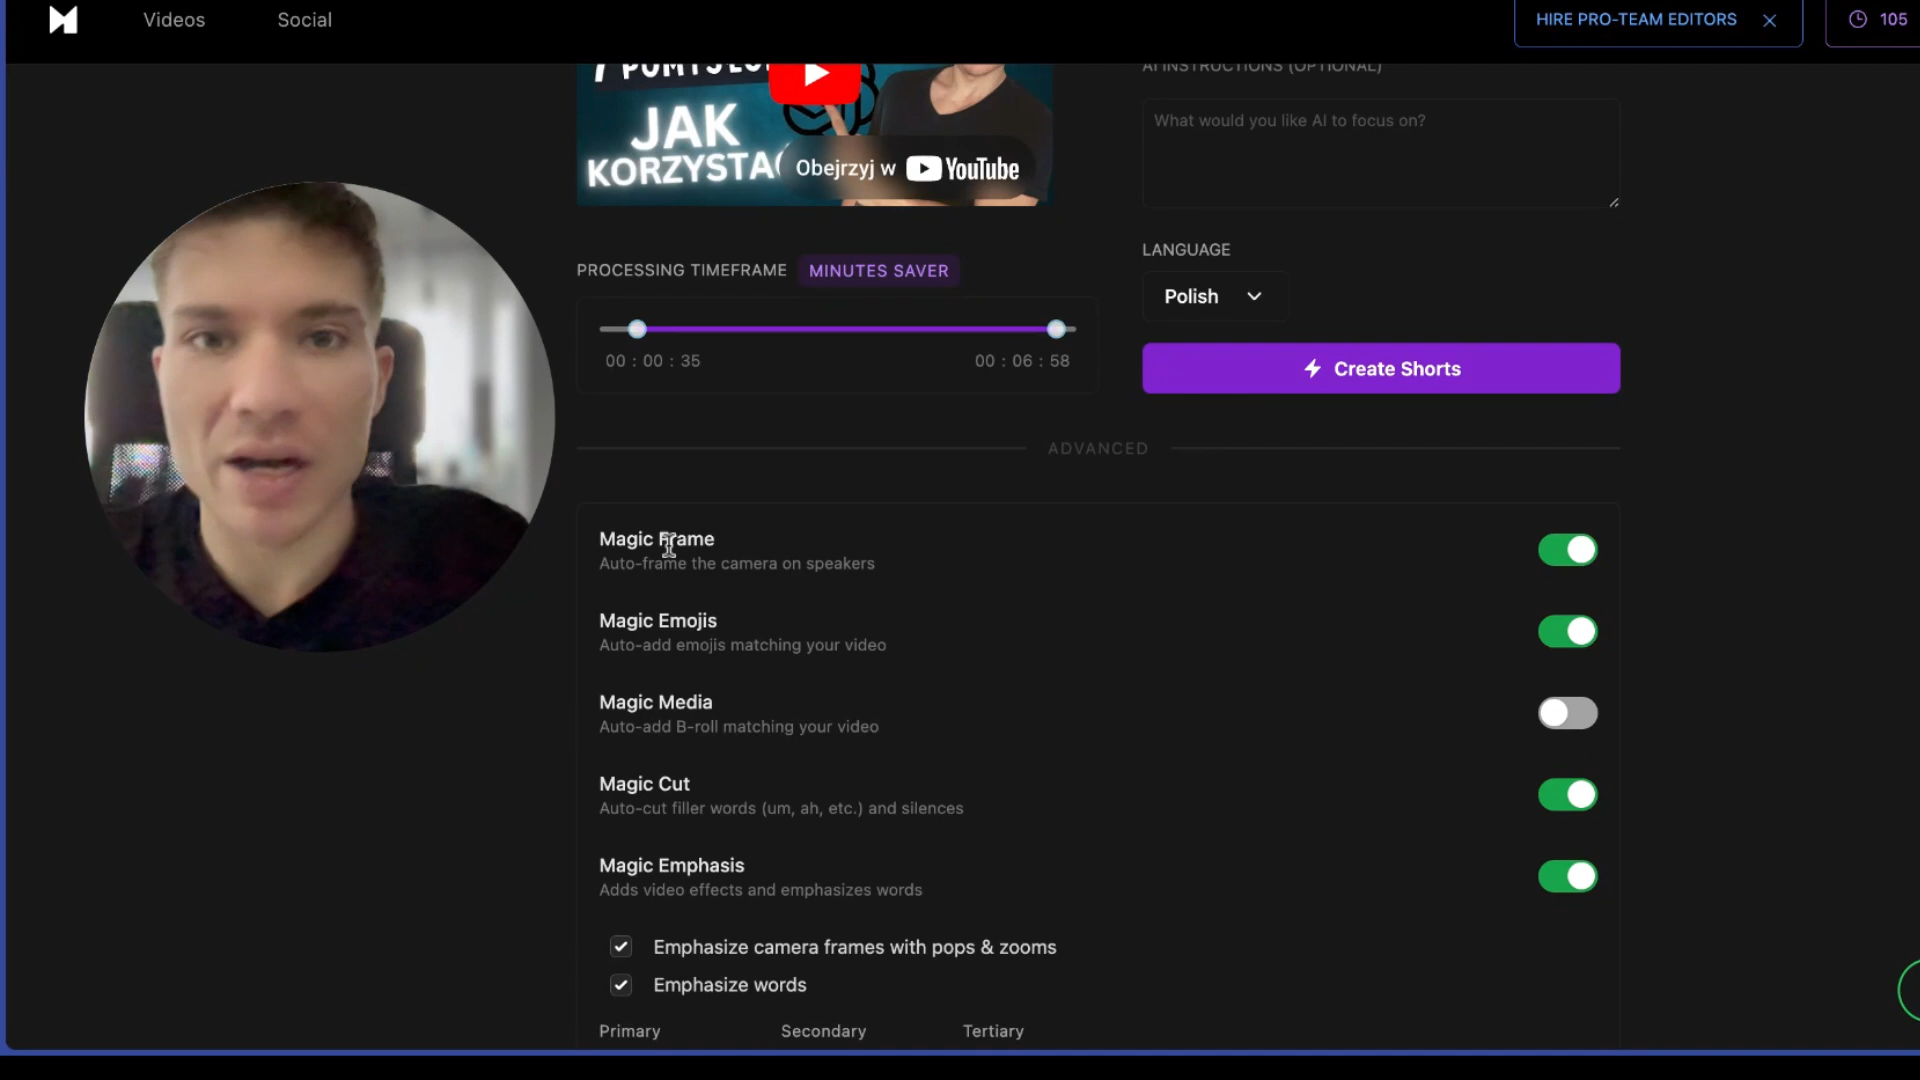 Videos
Social
HIRE PRO-TEAM EDITORS
105
JAK
KORZYSTAĆ
Obejrzyj w YouTube
AI INSTRUCTIONS (OPTIONAL)
What would you like AI to focus on?
LANGUAGE
Polish
PROCESSING TIMEFRAME
MINUTES SAVER
00 : 00 : 35
00 : 06 : 58
Create Shorts
ADVANCED
Magic Frame
Auto-frame the camera on speakers
Magic Emojis
Auto-add emojis matching your video
Magic Media
Auto-add B-roll matching your video
Magic Cut
Auto-cut filler words (um, ah, etc.) and silences
Magic Emphasis
Adds video effects and emphasizes words
Emphasize camera frames with pops & zooms
Emphasize words
Primary
Secondary
Tertiary